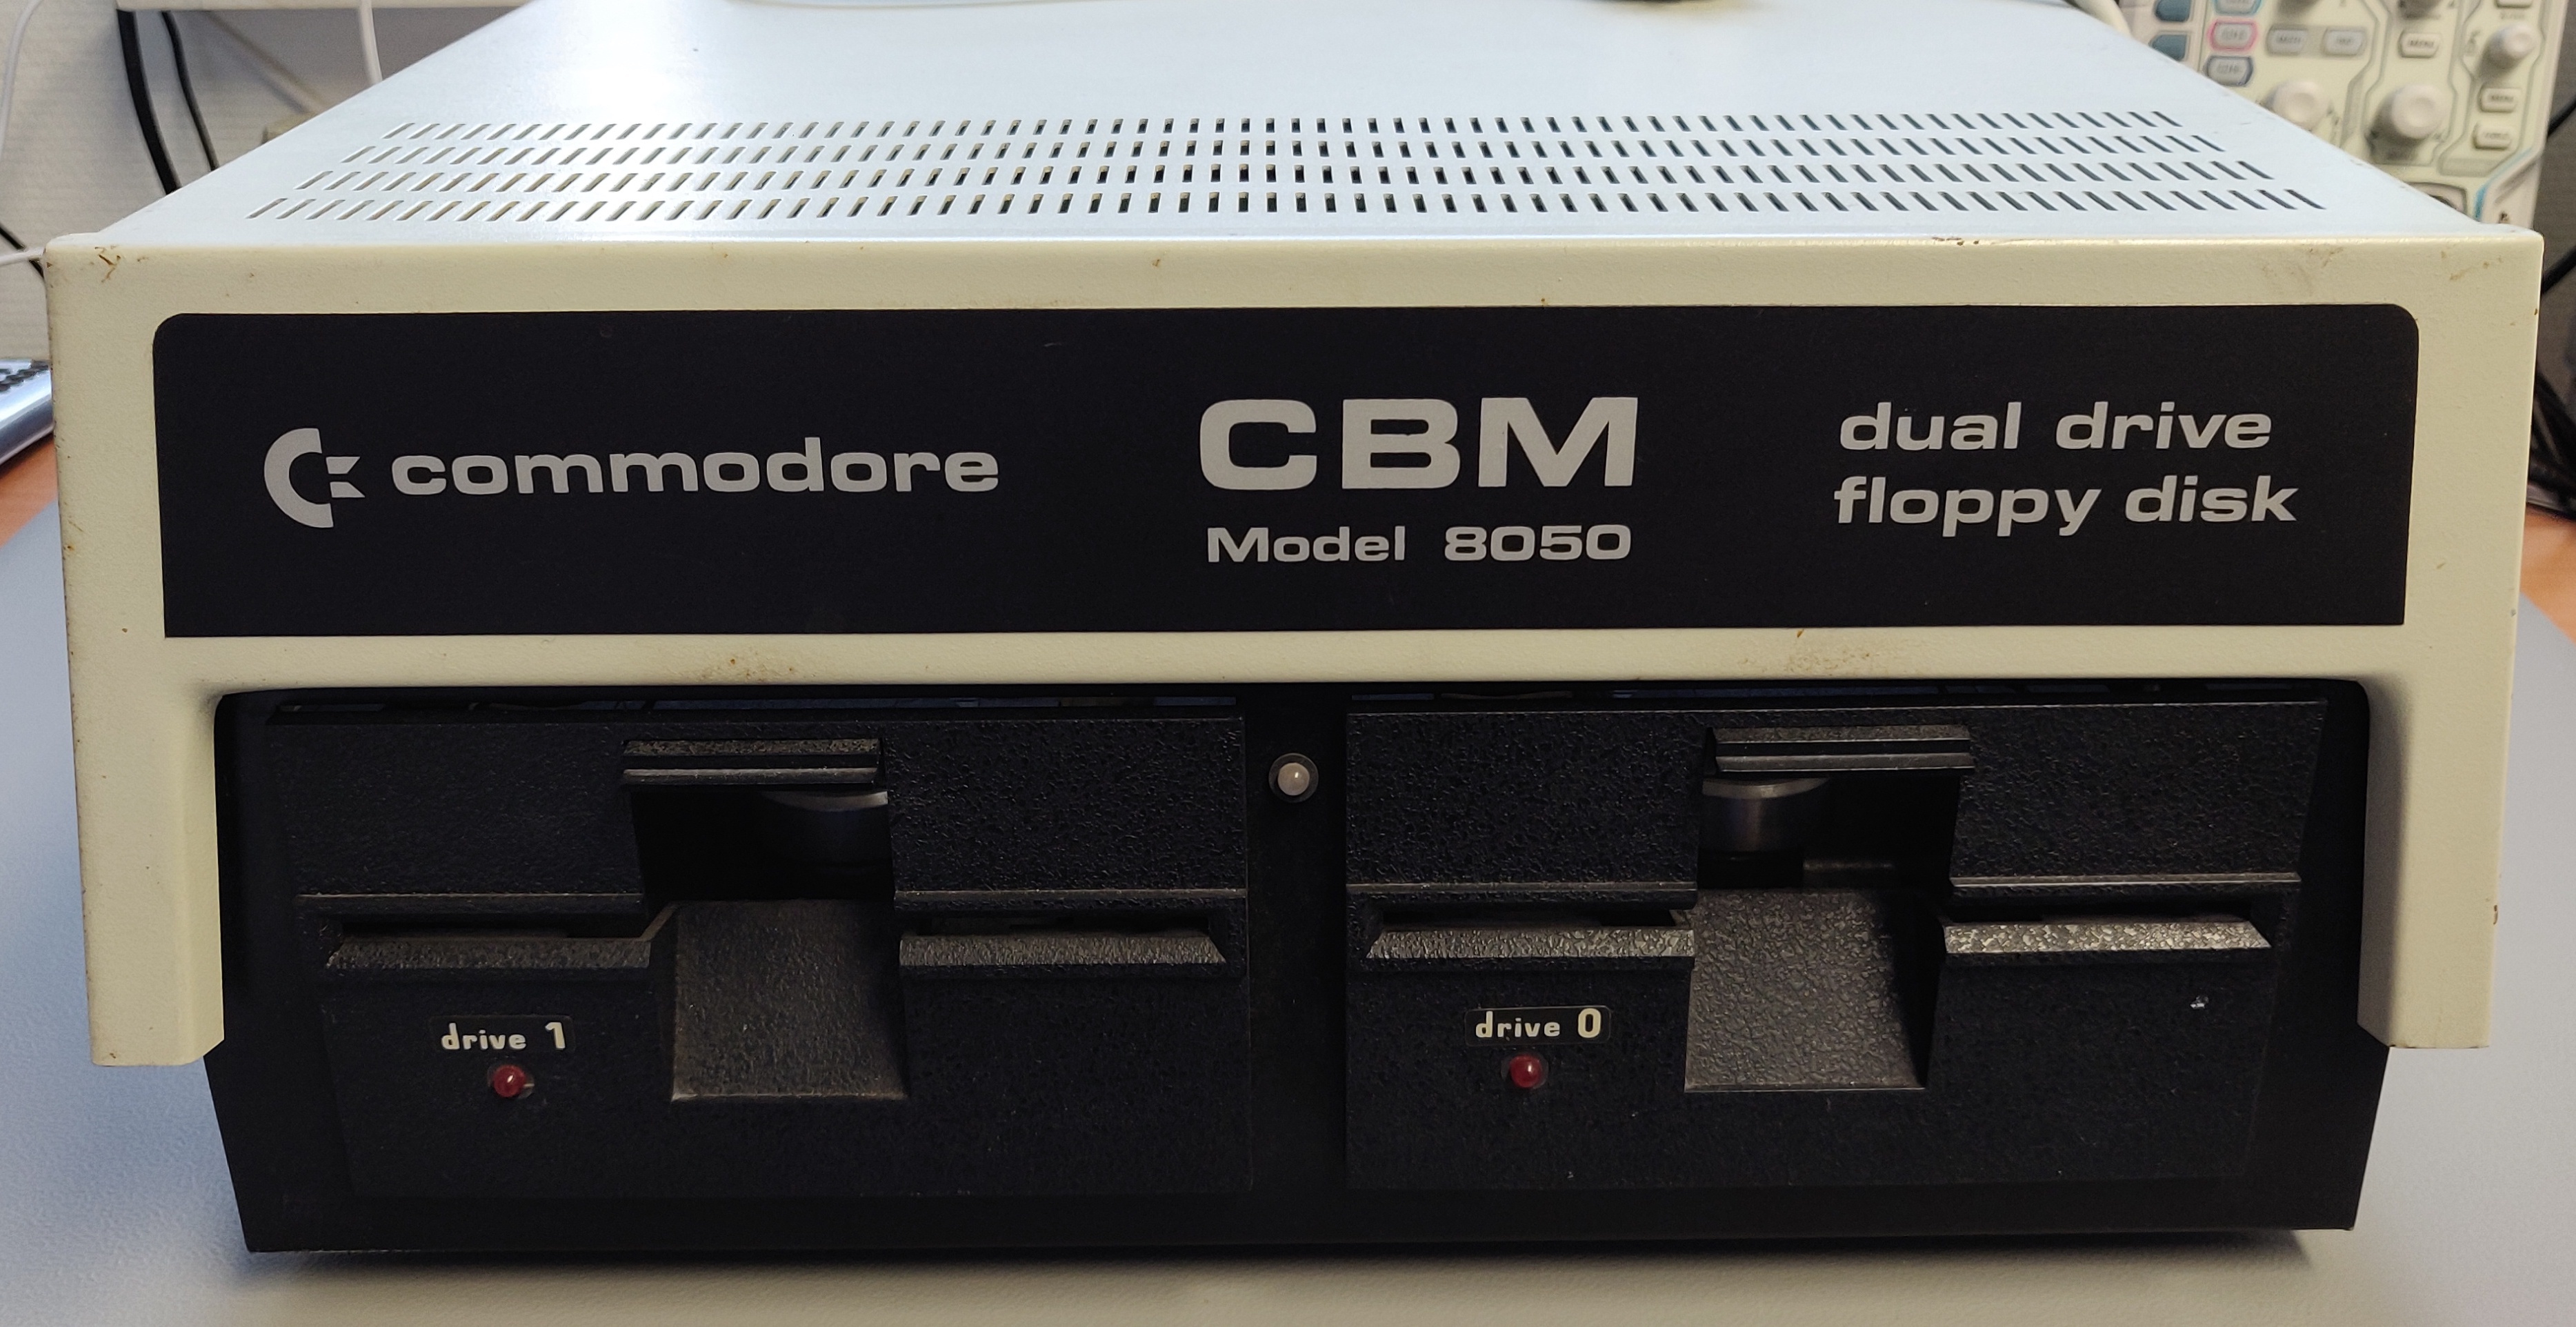 commodore
CBM
Model 8050
dual drive
floppy disk
drive 1
drive 0